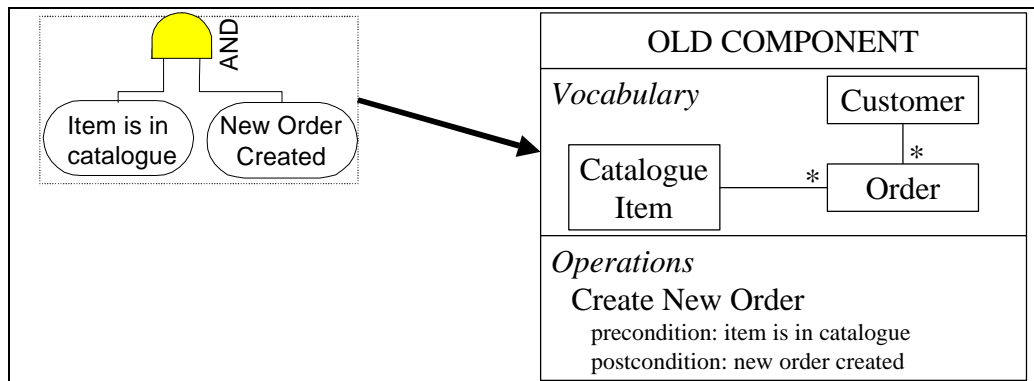 AND
Item is in
catalogue
New Order
Created
OLD COMPONENT
Vocabulary
Customer
*
Catalogue
Item
*
Order
Operations
Create New Order
precondition: item is in catalogue
postcondition: new order created